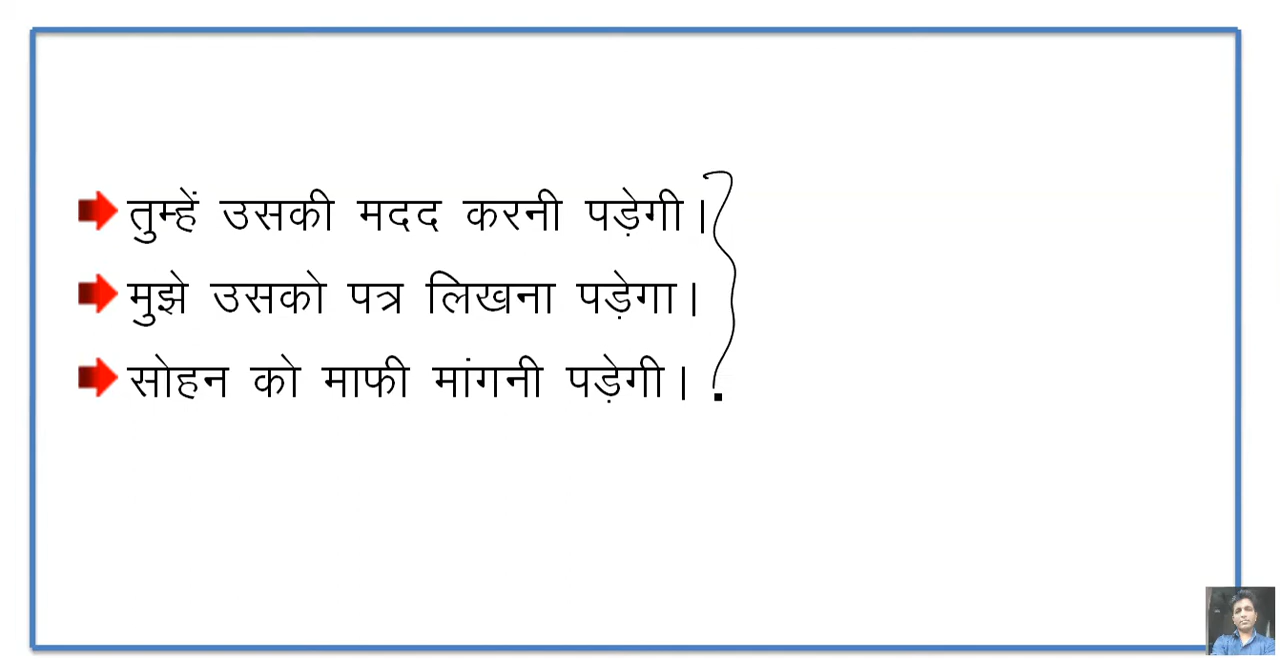 तुम्हें उसकी मदद करनी पड़ेगी।
मुझे उसको पत्र लिखना पड़ेगा।
सोहन को माफी मांगनी पड़ेगी।